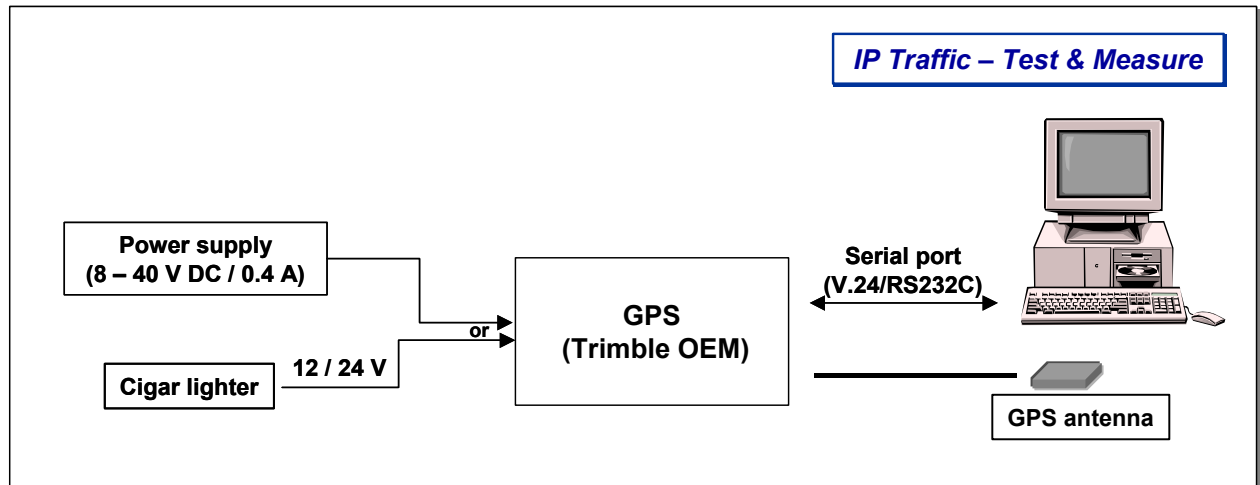 IP Traffic – Test & Measure
Power supply
(8 – 40 V DC / 0.4 A)
or
12 / 24 V
Cigar lighter
GPS
(Trimble OEM)
Serial port
(V.24/RS232C)
GPS antenna